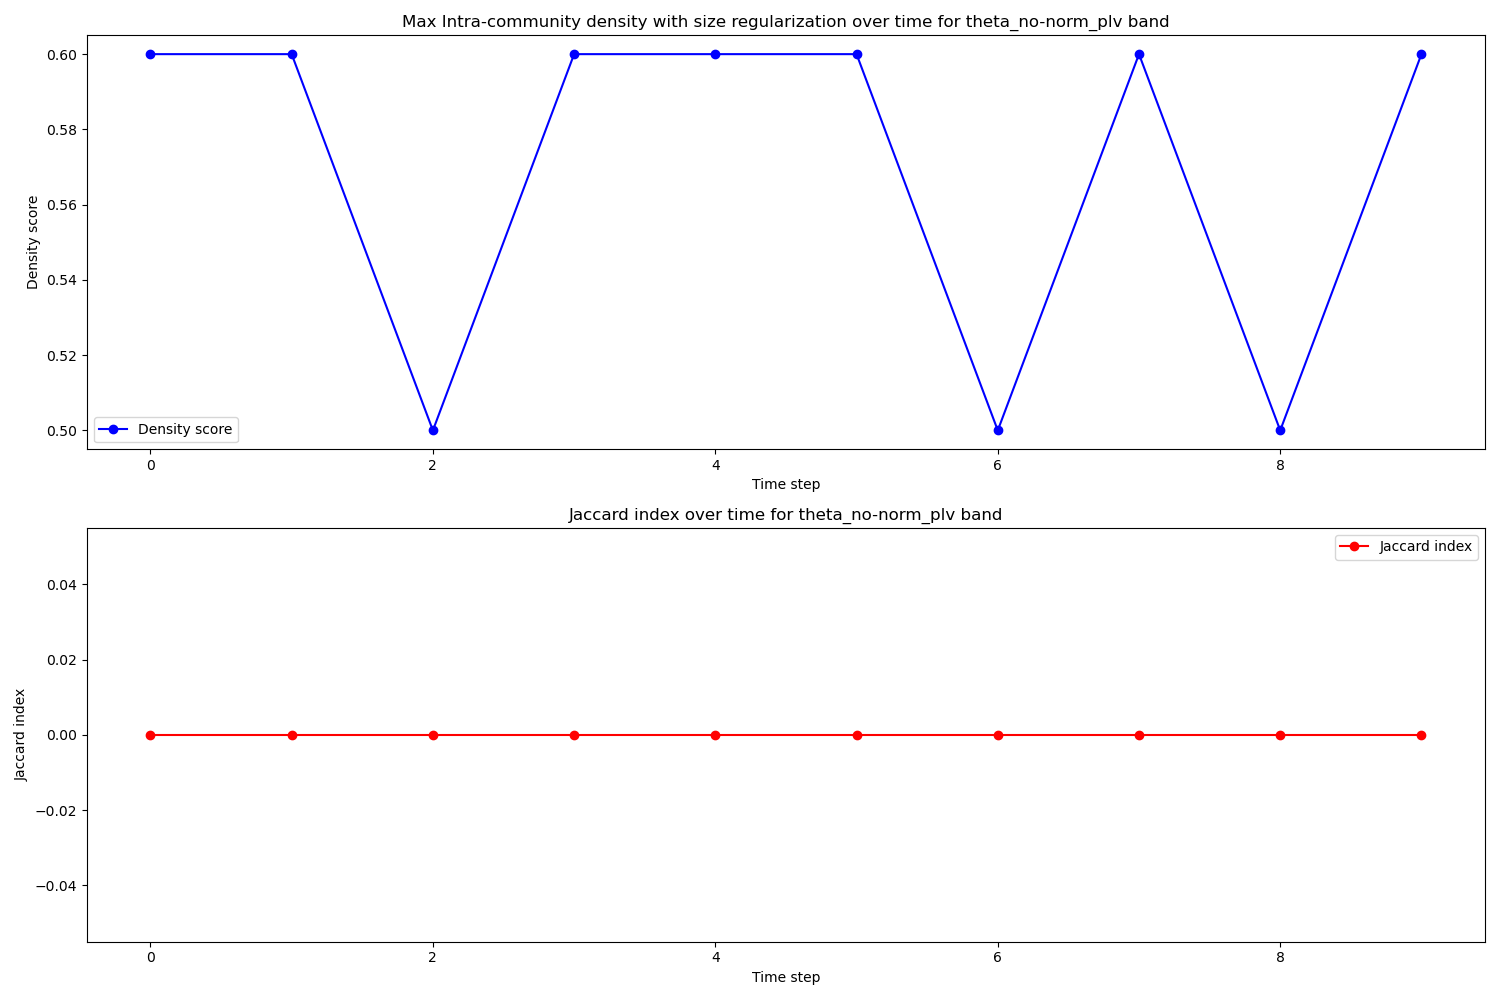 Max Intra-community density with size regularization over time for theta_no-norm_plv band
0.60
0.58
0.56
0.54
0.52
0.50
Density score
Density score
0
2
4
6
8
Time step
Jaccard index over time for theta_no-norm_plv band
Jaccard index
0.04
0.02
0.00
−0.02
−0.04
Jaccard index
0
2
4
6
8
Time step